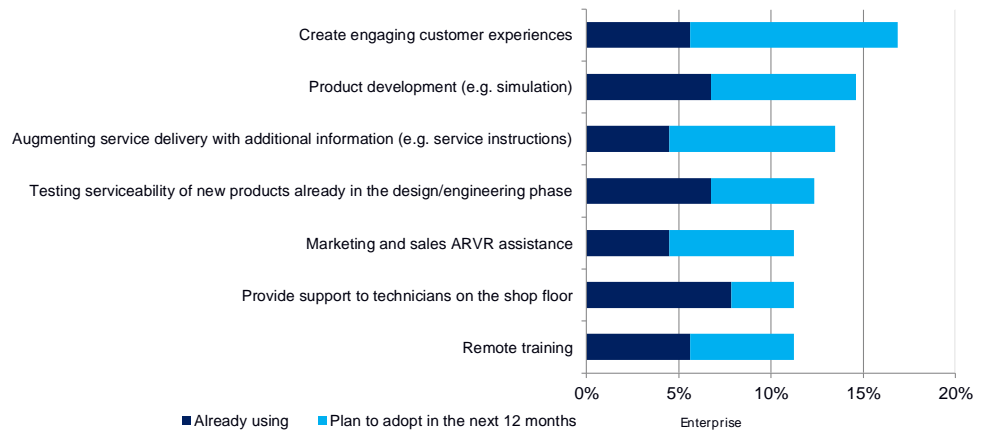 Create engaging customer experiences
Product development (e.g. simulation)
Augmenting service delivery with additional information (e.g. service instructions)
Testing serviceability of new products already in the design/engineering phase
Marketing and sales ARVR assistance
Provide support to technicians on the shop floor
Remote training
0% 5% 10% 15% 20%
Already using Plan to adopt in the next 12 months Enterprise